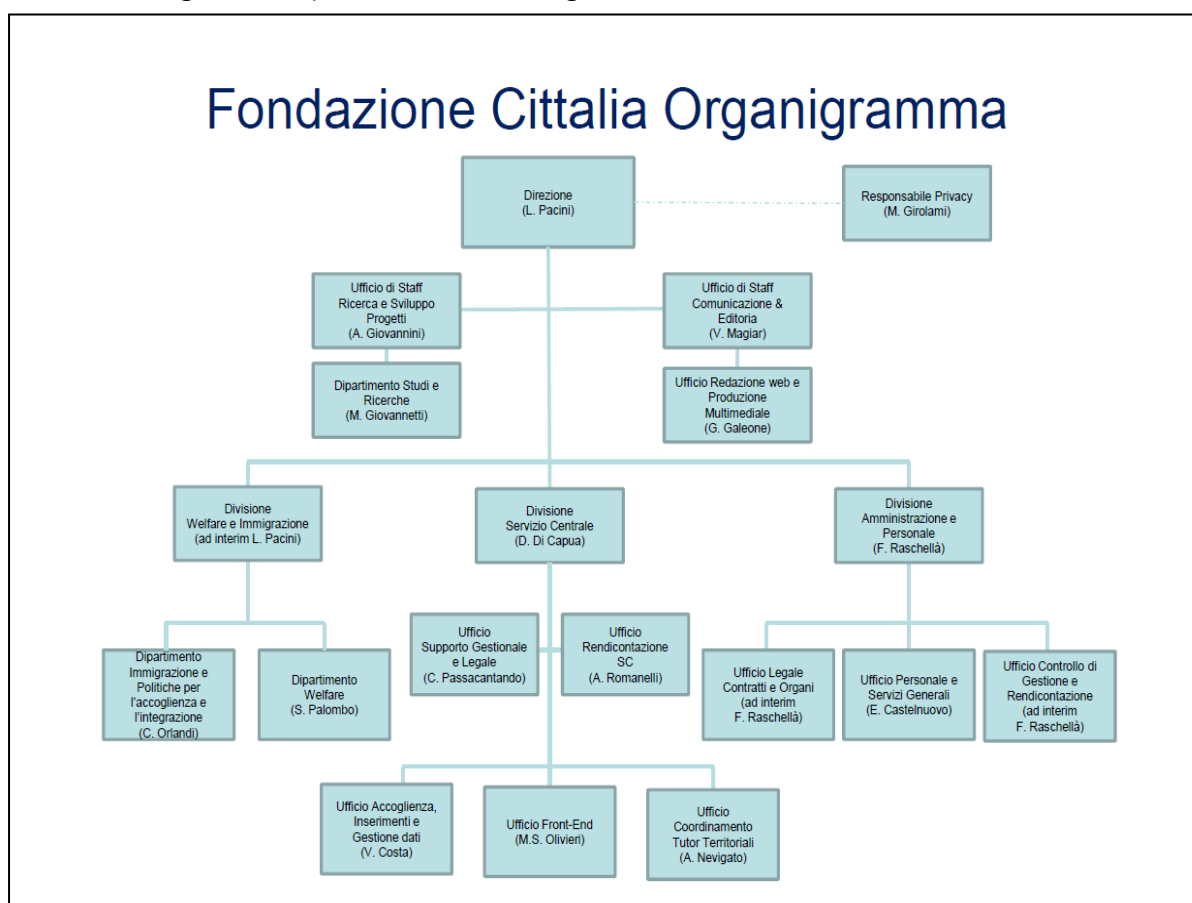 Fondazione Cittalia Organigramma
Direzione
(L. Pacini)
Responsabile Privacy
(M. Girolami)
Ufficio di Staff
Ricerca e Sviluppo
Progetti
(A. Giovannini)
Ufficio di Staff
Comunicazione &
Editoria
(V. Magiar)
Dipartimento Studi e
Ricerche
(M. Giovannetti)
Ufficio Redazione web e
Produzione
Multimediale
(G. Galeone)
Divisione
Welfare e Immigrazione
(ad interim L. Pacini)
Divisione
Servizio Centrale
(D. Di Capua)
Divisione
Amministrazione e
Personale
(F. Raschellà)
Dipartimento
Immigrazione e
Politiche per
l'accoglienza e
l'integrazione
(C. Orlandi)
Dipartimento
Welfare
(S. Palombo)
Ufficio
Supporto Gestionale
e Legale
(C. Passacantando)
Ufficio
Rendicontazione
SC
(A. Romanelli)
Ufficio Legale
Contratti e Organi
(ad interim
F. Raschellà)
Ufficio Personale e
Servizi Generali
(E. Castelnuovo)
Ufficio Controllo di
Gestione e
Rendicontazione
(ad interim
F. Raschellà)
Ufficio Accoglienza,
Inserimenti e
Gestione dati
(V. Costa)
Ufficio Front-End
(M.S. Olivieri)
Ufficio
Coordinamento
Tutor Territoriali
(A. Nevigato)